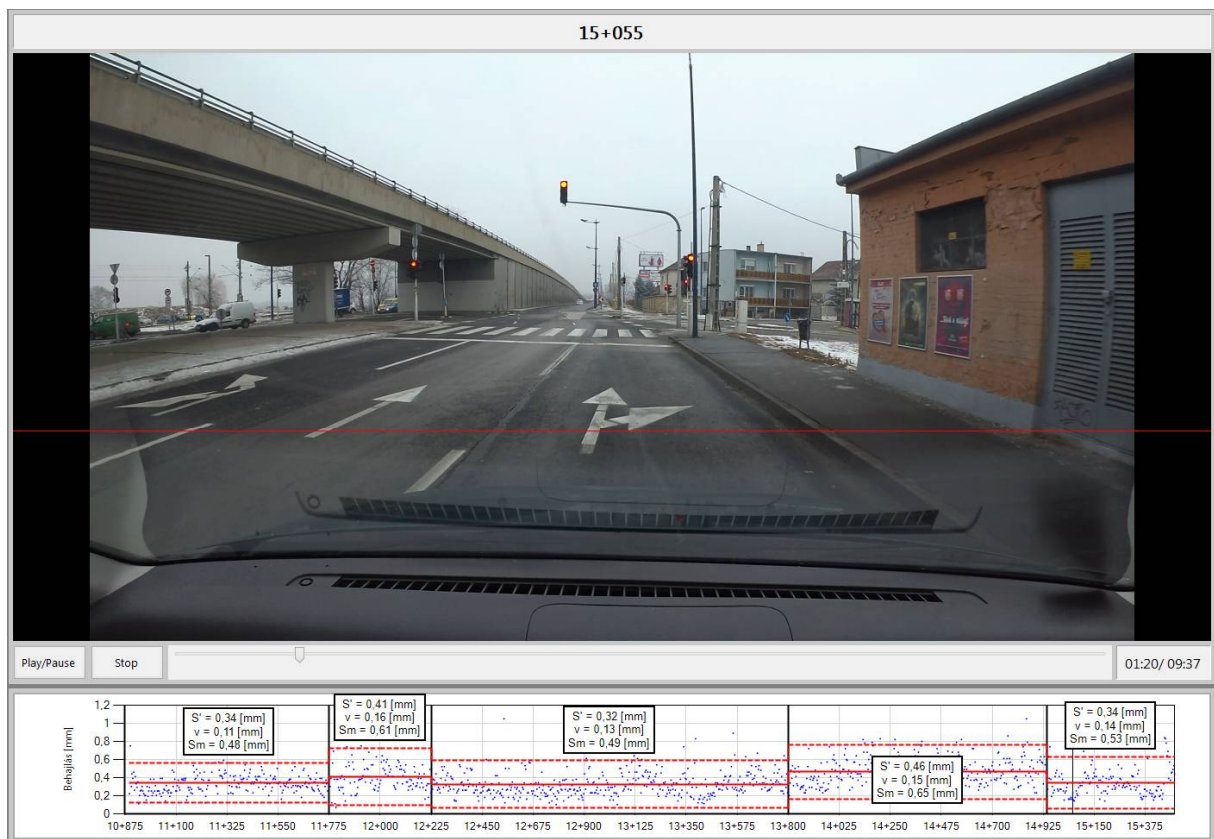 15+055
Play/Pause
Stop
01:20/ 09:37
Behajlás [mm]
1,2
1
0,8
0,6
0,4
0,2
0
S' = 0,34 [mm]
v = 0,11 [mm]
Sm = 0,48 [mm]
S' = 0,41 [mm]
v = 0,16 [mm]
Sm = 0,61 [mm]
S' = 0,32 [mm]
v = 0,13 [mm]
Sm = 0,49 [mm]
S' = 0,46 [mm]
v = 0,15 [mm]
Sm = 0,65 [mm]
S' = 0,34 [mm]
v = 0,14 [mm]
Sm = 0,53 [mm]
10+875 11+100 11+325 11+550 11+775 12+000 12+225 12+450 12+675 12+900 13+125 13+350 13+575 13+800 14+025 14+250 14+475 14+700 14+925 15+150 15+375